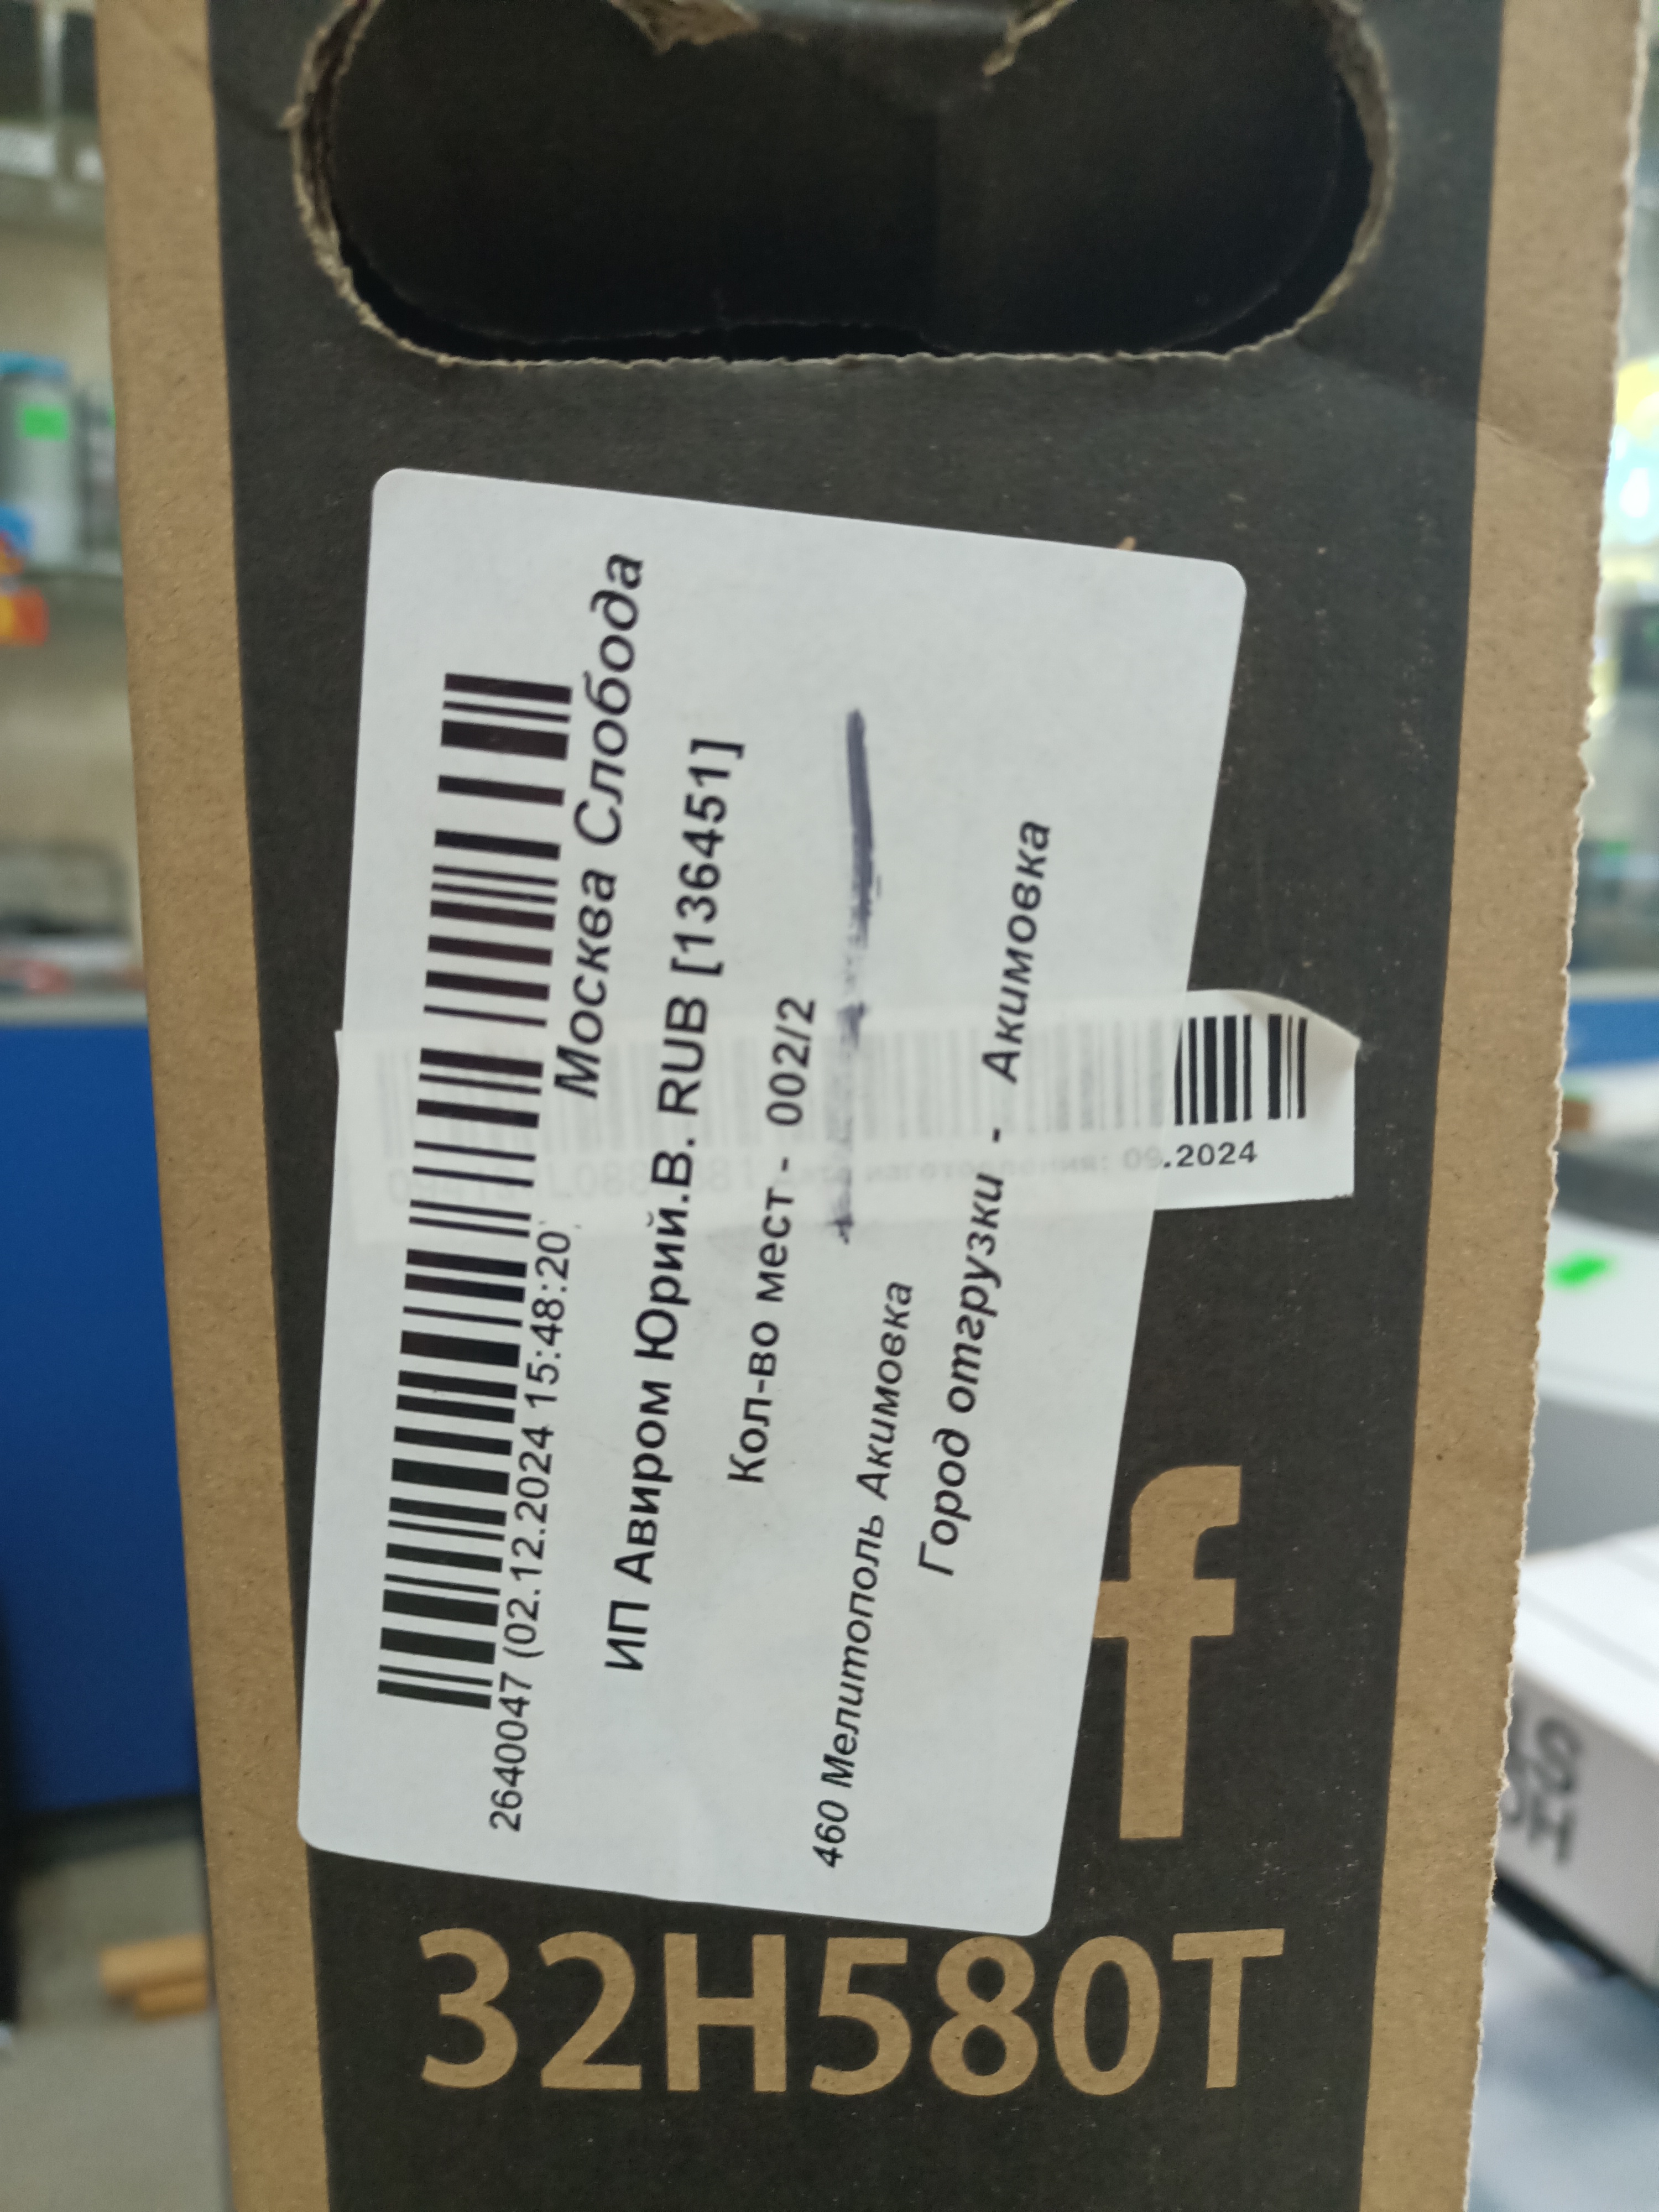 Москва Слобода
2640047 (02.12.2024 15:48:20)
ИП Авиром Юрий.В. RUB [136451]
Кол-во мест - 002/2
460 Мелитополь Акимовка
Город отгрузки - Акимовка
09.2024
f
32H580T